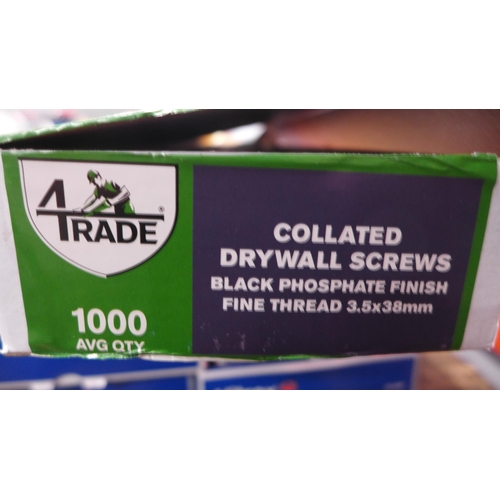 4TRADE®
1000
AVG QTY
COLLATED
DRYWALL SCREWS
BLACK PHOSPHATE FINISH
FINE THREAD 3.5x38mm